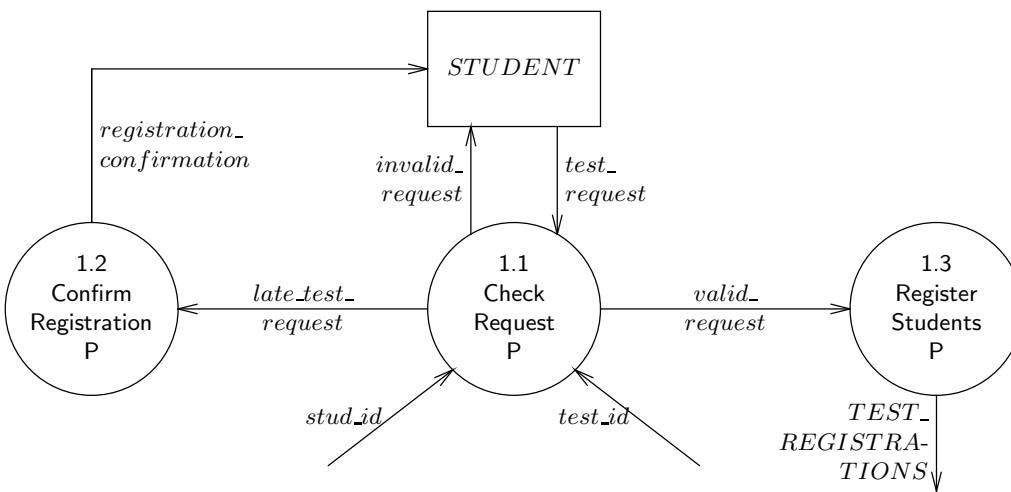 STUDENT
registration_
confirmation
invalid_
request
test_
request
1.2
Confirm
Registration
P
late_test_
request
1.1
Check
Request
P
valid_
request
1.3
Register
Students
P
stud_id
test_id
TEST_
REGISTRA-
TIONS